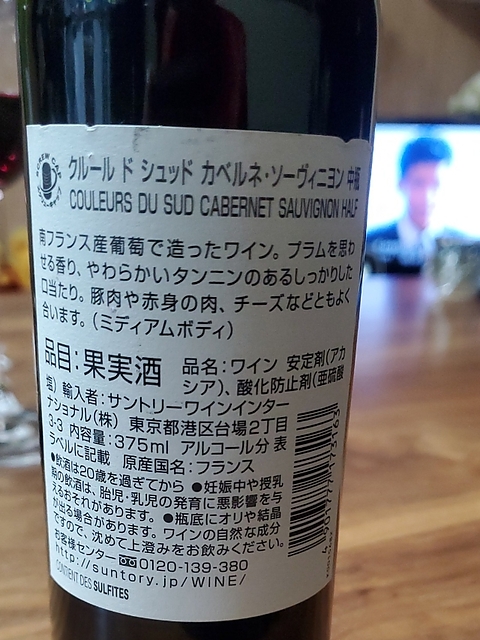 SCREW CAP
クルール ド シュッド カベルネ・ソーヴィニヨン 中瓶
COULEURS DU SUD CABERNET SAUVIGNON HALF
南フランス産葡萄で造ったワイン。プラムを思わ
せる香り、やわらかいタンニンのあるしっかりした
口当たり。豚肉や赤身の肉、チーズなどともよく
合います。(ミディアムボディ)
品目:果実酒 品名:ワイン 安定剤(アカ
シア)、酸化防止剤(亜硫酸
塩) 輸入者:サントリーワインインター
ナショナル(株) 東京都港区台場2丁目
3-3 内容量:375ml アルコール分 表
ラベルに記載 原産国名:フランス
●飲酒は20歳を過ぎてから ●妊娠中や授乳
期の飲酒は、胎児・乳児の発育に悪影響を与
えるおそれがあります。 ●瓶底にオリや結晶
が出る場合があります。ワインの自然な成分
ですので、沈めて上澄みをお飲みください。
お客様センター 0120-139-380
http://suntory.jp/WINE/
CONTIENT DES SULFITES